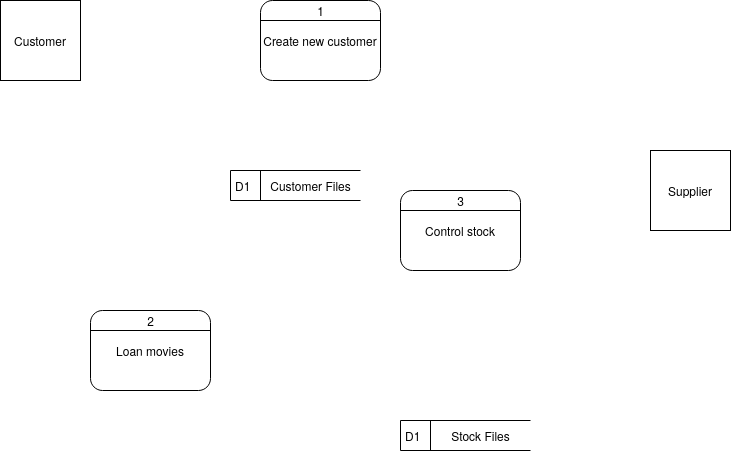 1
Customer
Create new customer
D1 Customer Files
3
Control stock
Supplier
2
Loan movies
D1 Stock Files